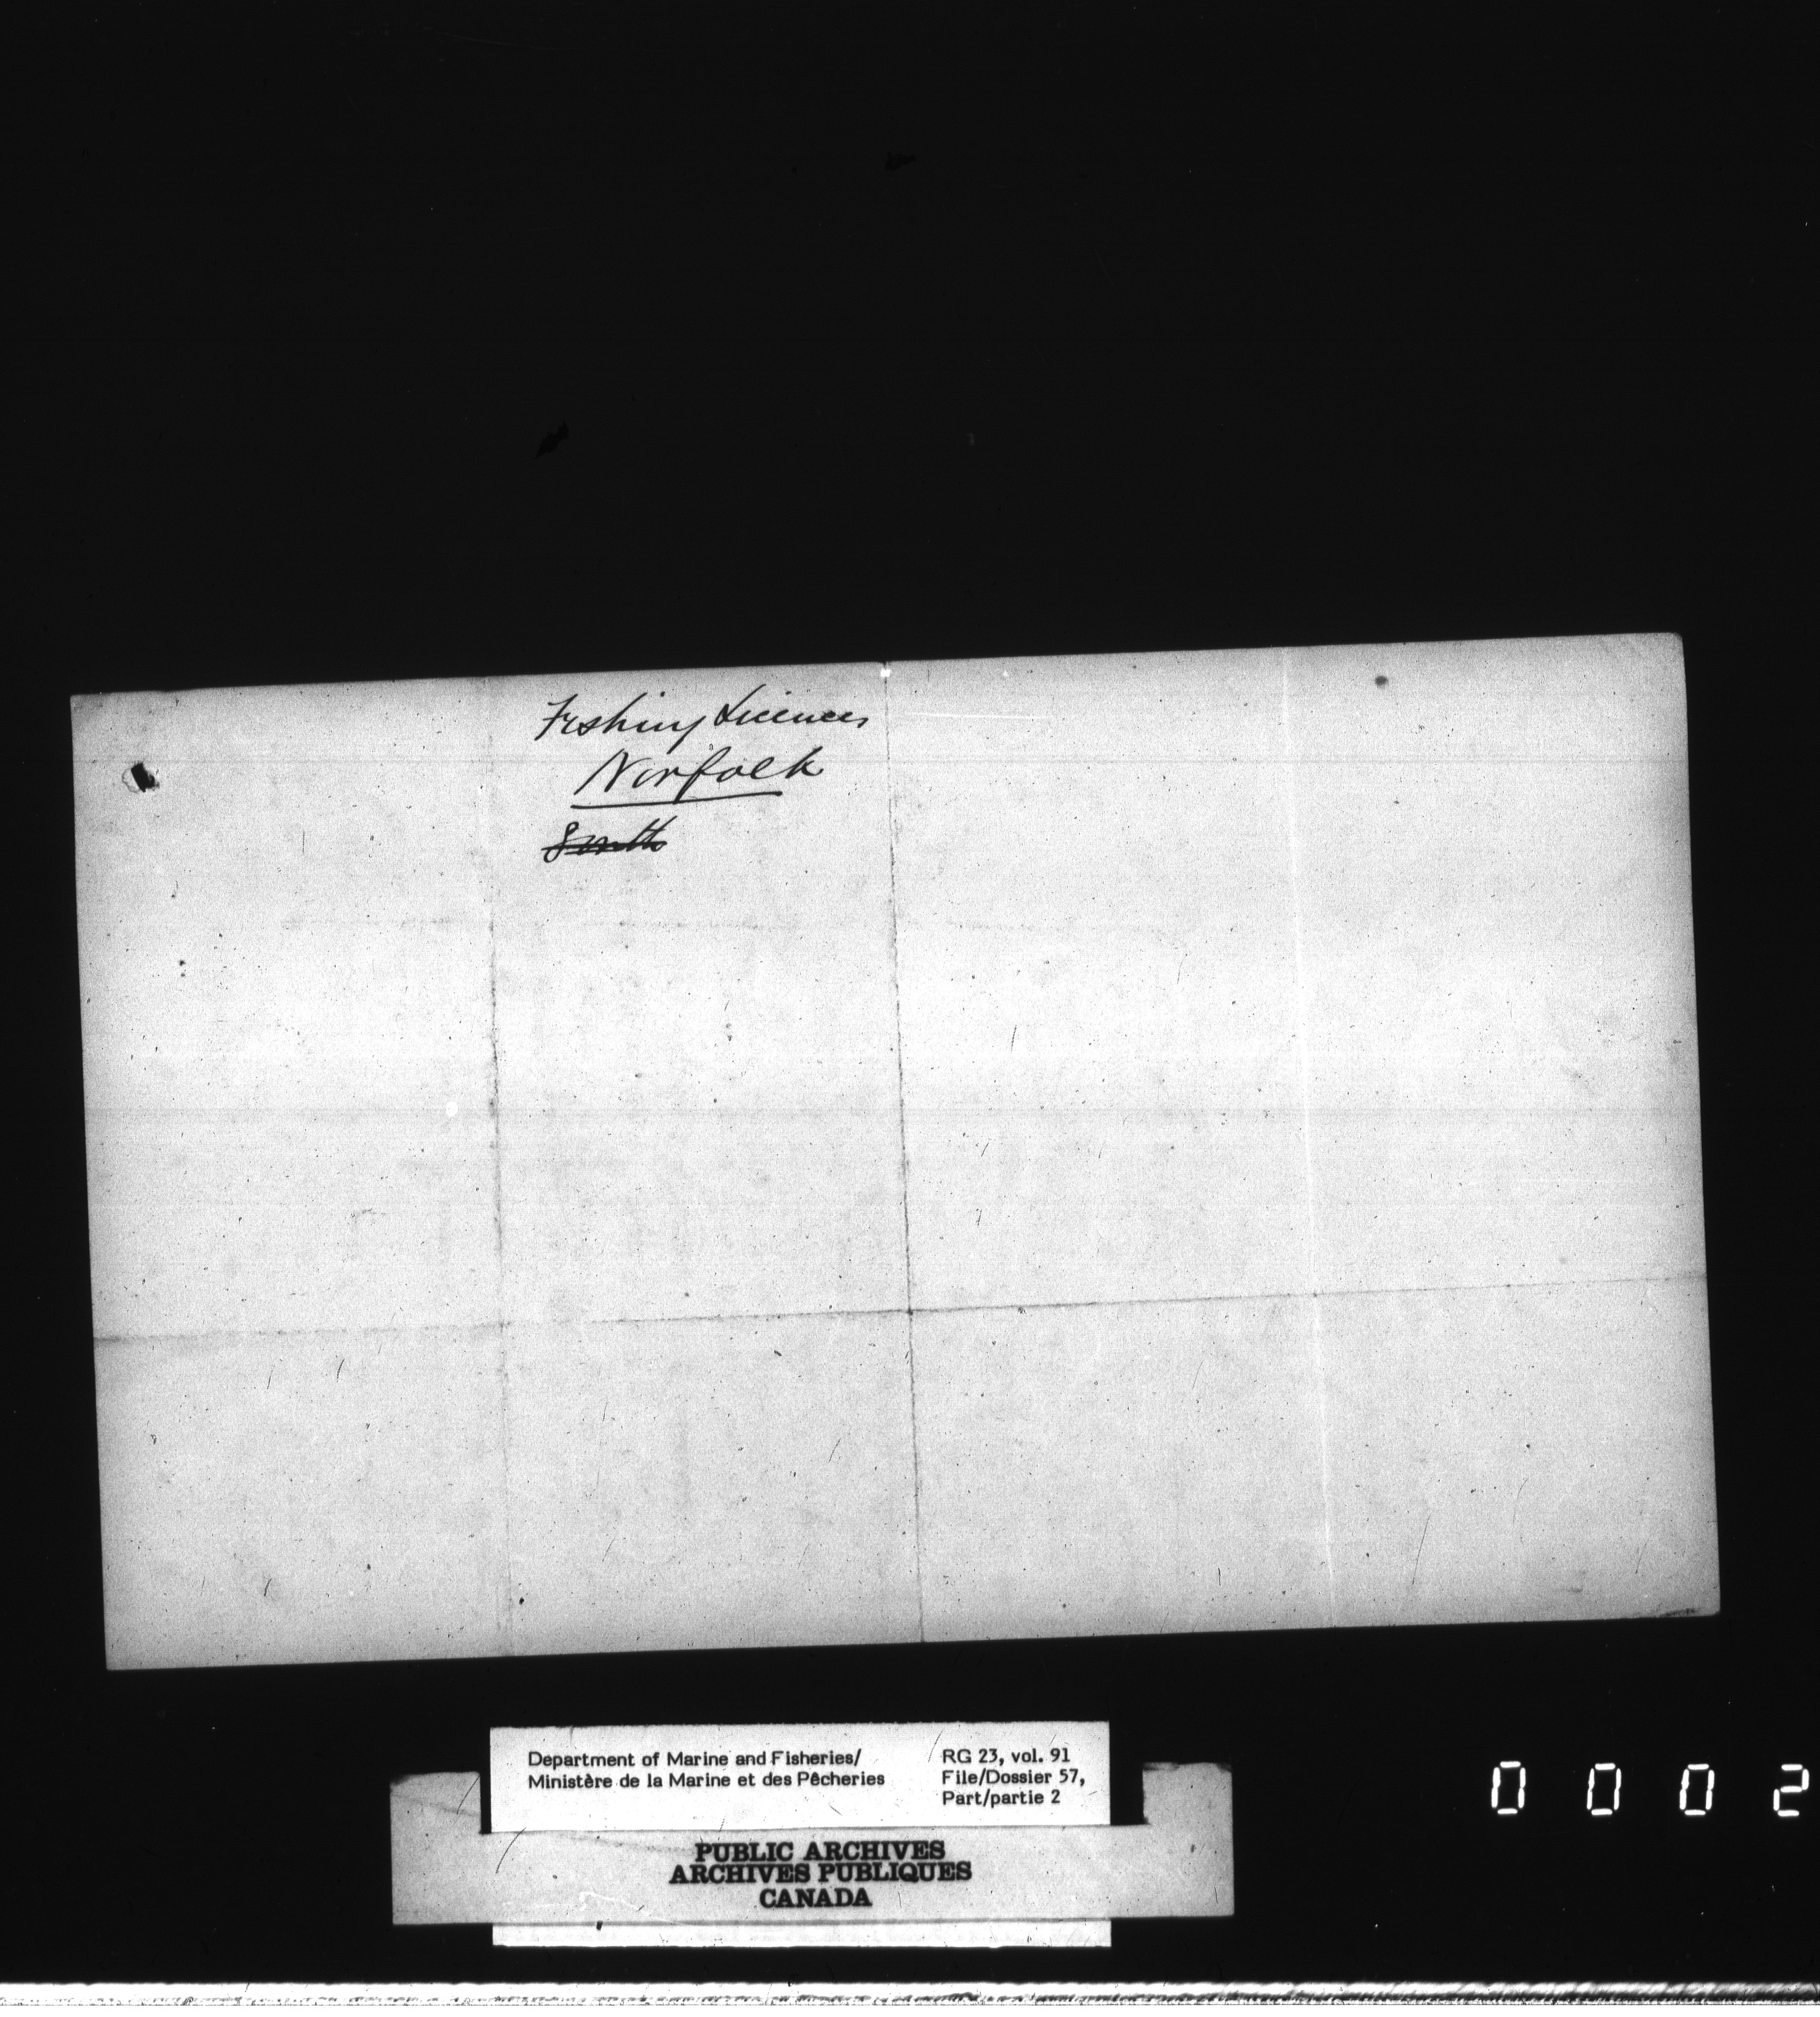 Fishing Licences
Norfolk
South
Department of Marine and Fisheries/
Ministère de la Marine et des Pêcheries
RG 23, vol. 91
File/Dossier 57,
Part/partie 2
PUBLIC ARCHIVES
ARCHIVES PUBLIQUES
CANADA
0002